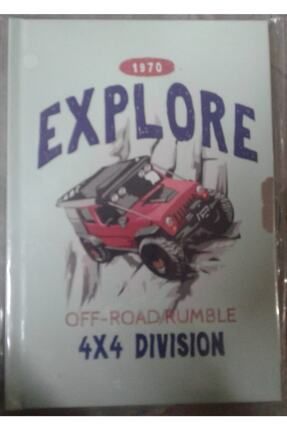 1970
EXPLORE
OFF-ROAD/RUMBLE
4X4 DIVISION